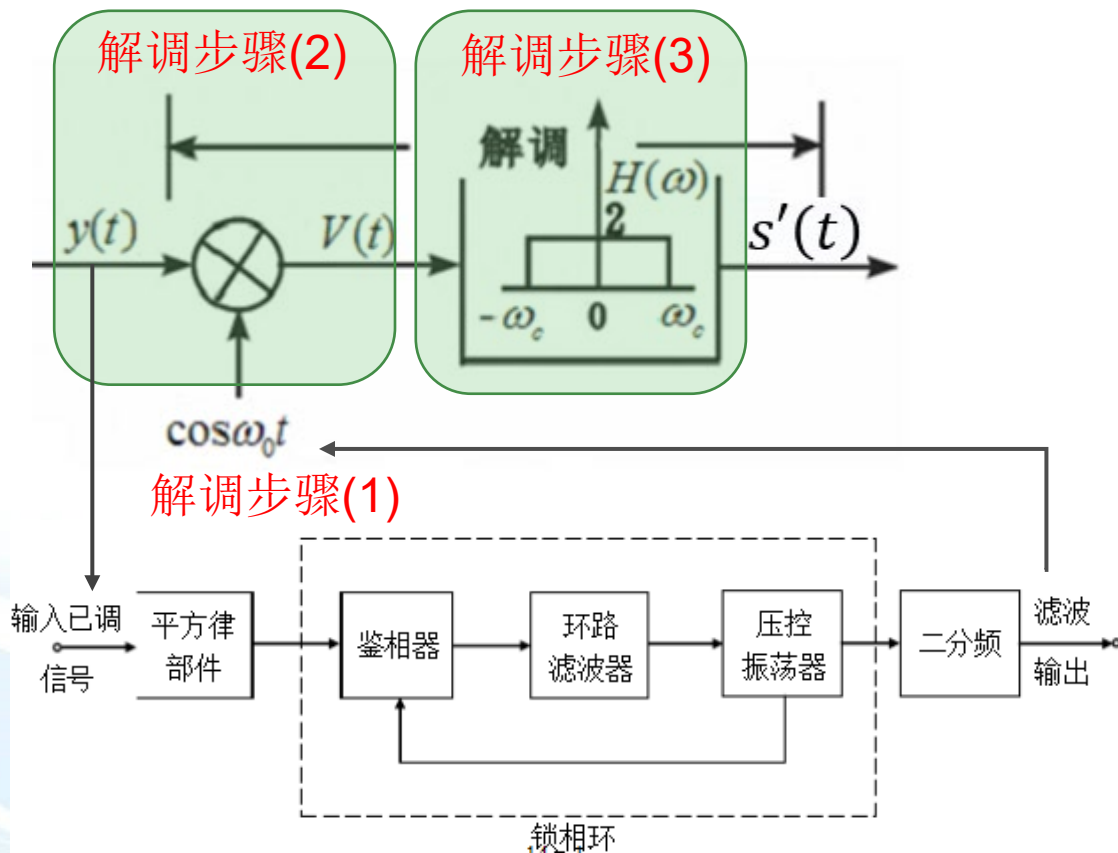 解调步骤(2)
解调步骤(3)
解调
H(ω)
y(t)
V(t)
2
s′(t)
-ω_c 0 ω_c
cosω₀t
解调步骤(1)
输入已调
信号
平方律
部件
鉴相器
环路
滤波器
压控
振荡器
二分频
滤波
输出
锁相环